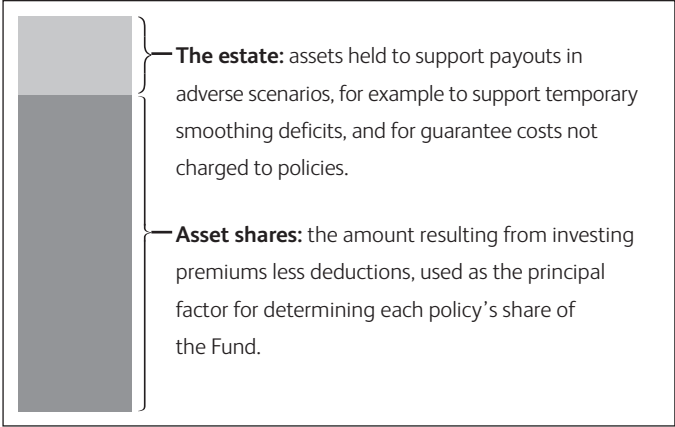 The estate: assets held to support payouts in
adverse scenarios, for example to support temporary
smoothing deficits, and for guarantee costs not
charged to policies.
Asset shares: the amount resulting from investing
premiums less deductions, used as the principal
factor for determining each policy’s share of
the Fund.